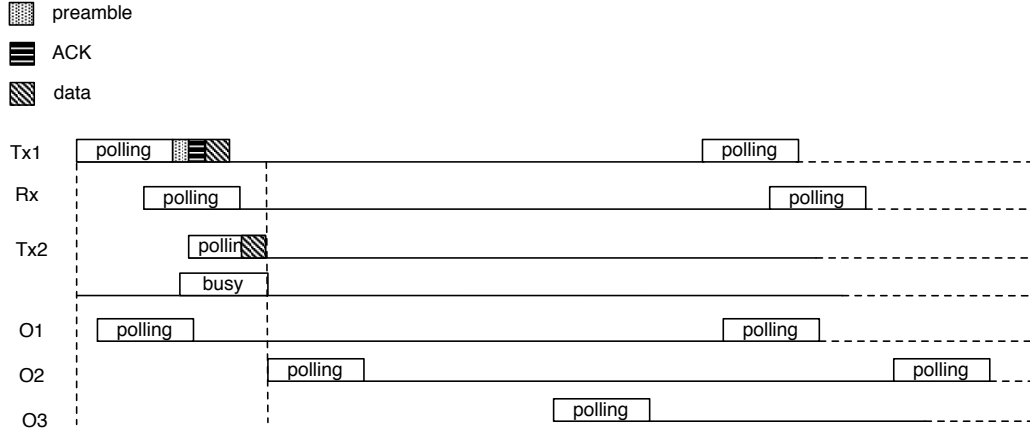 preamble
ACK
data
Tx1 polling polling
Rx polling polling
Tx2 pollin
busy
O1 polling polling
O2 polling polling
O3 polling